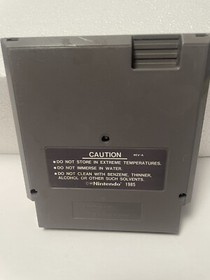 CAUTION REV-A
●DO NOT STORE IN EXTREME TEMPERATURES.
●DO NOT IMMERSE IN WATER.
●DO NOT CLEAN WITH BENZENE, THINNER,
ALCOHOL OR OTHER SUCH SOLVENTS.
©Nintendo 1985